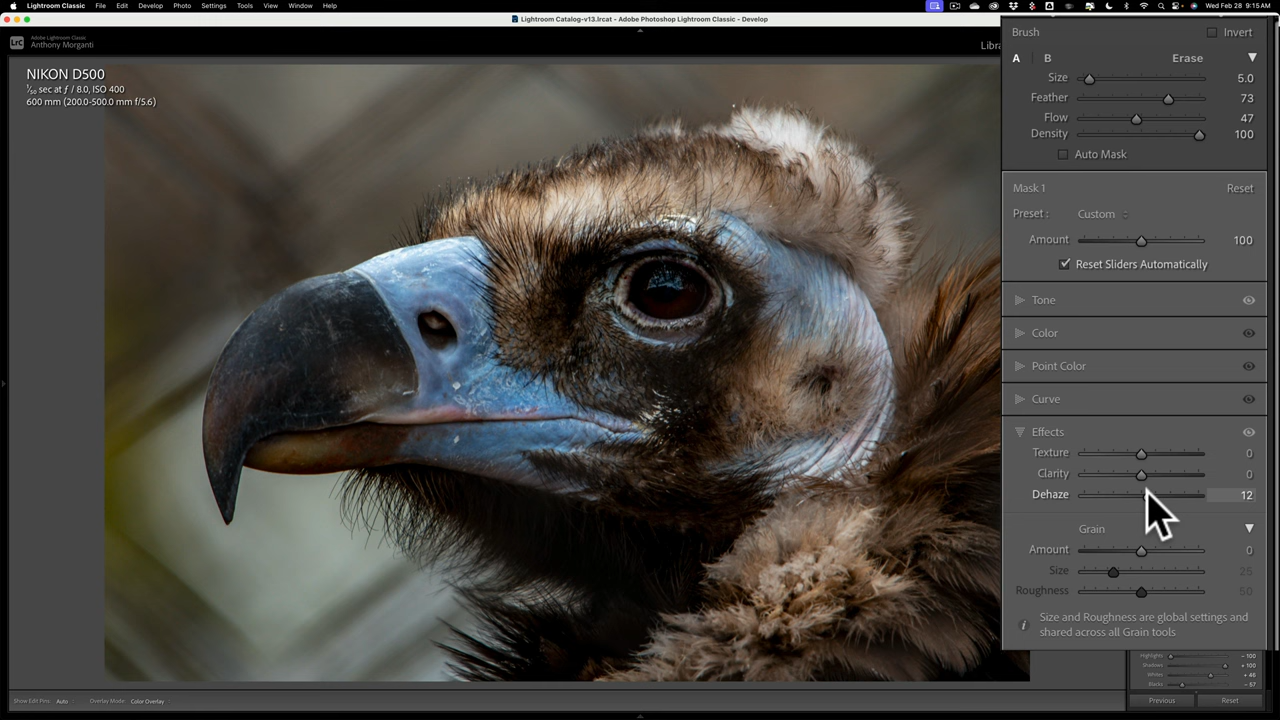 Lightroom Classic File Edit Develop Photo Settings Tools View Window Help Wed Feb 28 9:15 AM
Lightroom Catalog-v13.lrcat - Adobe Photoshop Lightroom Classic - Develop
LrC
Adobe Lightroom Classic
Anthony Morganti
Libra
NIKON D500
1/50 sec at ƒ / 8.0, ISO 400
600 mm (200.0-500.0 mm f/5.6)
Brush Invert
A B Erase
Size 5.0
Feather 73
Flow 47
Density 100
Auto Mask
Mask 1 Reset
Preset : Custom
Amount 100
Reset Sliders Automatically
Tone
Color
Point Color
Curve
Effects
Texture 0
Clarity 0
Dehaze 12
Grain
Amount 0
Size 25
Roughness 50
Size and Roughness are global settings and
shared across all Grain tools
Highlights - 100
Shadows + 100
Whites + 46
Blacks - 57
Previous Reset
Show Edit Pins: Auto Overlay Mode: Color Overlay